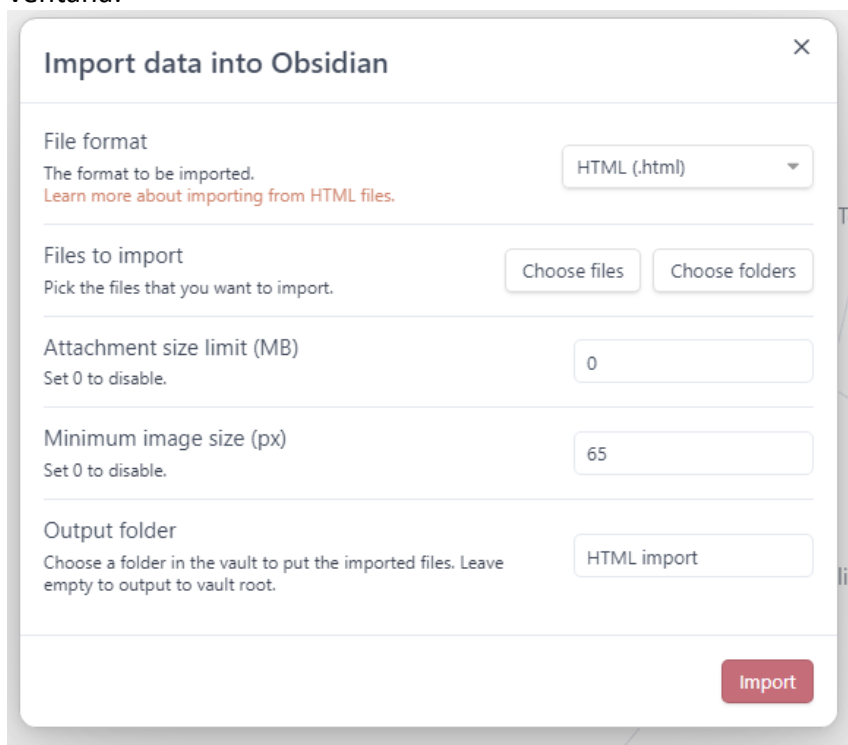 Import data into Obsidian
File format
The format to be imported.
Learn more about importing from HTML files.
HTML (.html)
Files to import
Pick the files that you want to import.
Choose files
Choose folders
Attachment size limit (MB)
Set 0 to disable.
0
Minimum image size (px)
Set 0 to disable.
65
Output folder
Choose a folder in the vault to put the imported files. Leave
empty to output to vault root.
HTML import
Import